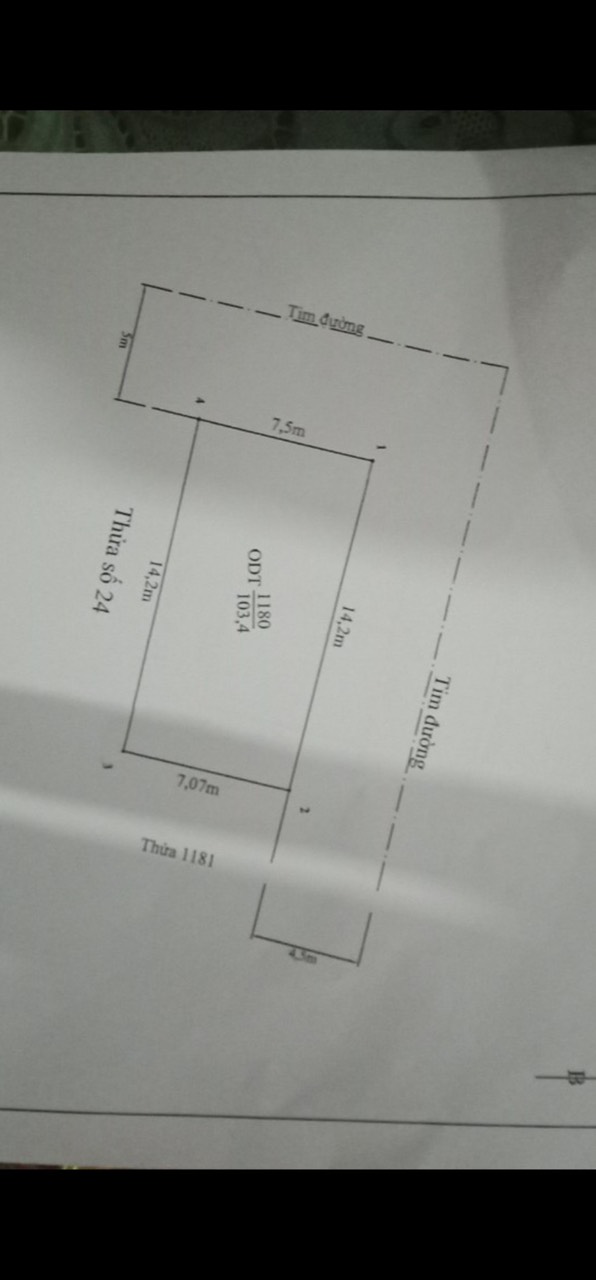 B
Tim đường
Tim đường
5m
4
7,5m
1
14,2m
ODT 1180
103,4
14,2m
Thửa số 24
3
7,07m
2
Thửa 1181
4,5m